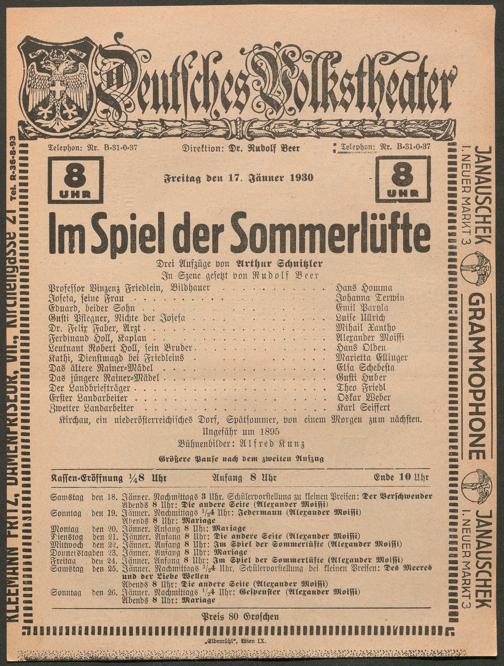 Deutsches Volkstheater
Telephon: Nr. B-31-0-37 Direktion: Dr. Rudolf Beer Telephon: Nr. B-31-0-37
8 UHR
Freitag den 17. Jänner 1930
8 UHR
Im Spiel der Sommerlüfte
Drei Aufzüge von Arthur Schnitzler
In Szene gesetzt von Rudolf Beer
Professor Vinzenz Friedlein, Bildhauer . . . Hans Homma
Josefa, seine Frau . . . Johanna Terwin
Eduard, beider Sohn . . . Emil Paryla
Gusti Pflegner, Nichte der Josefa . . . Luise Ullrich
Dr. Felix Faber, Arzt . . . Mihail Xantho
Ferdinand Holl, Kaplan . . . Alexander Moissi
Leutnant Robert Holl, sein Bruder . . . Hans Olden
Kathi, Dienstmagd bei Friedleins . . . Marietta Ellinger
Das ältere Rainer-Mädel . . . Elfa Schebesta
Das jüngere Rainer-Mädel . . . Gusti Huber
Der Landbriefträger . . . Theo Friedl
Erster Landarbeiter . . . Oskar Weber
Zweiter Landarbeiter . . . Karl Seiffert
Kirchau, ein niederösterreichisches Dorf, Spätsommer, von einem Morgen zum nächsten.
Ungefähr um 1895
Bühnenbilder: Alfred Kunz
Größere Pause nach dem zweiten Aufzug
Kassen-Eröffnung ¼8 Uhr Anfang 8 Uhr Ende 10 Uhr
Samstag den 18. Jänner. Nachmittags 3 Uhr. Schülervorstellung zu kleinen Preisen: Der Verschwender
Abends 8 Uhr: Die andere Seite (Alexander Moissi)
Sonntag den 19. Jänner. Nachmittags Uhr: Jedermann (Alexander Moissi)
Abends 8 Uhr: Mariage
Montag den 20. Jänner. Anfang 8 Uhr: Mariage
Dienstag den 21. Jänner. Anfang 8 Uhr: Die andere Seite (Alexander Moissi)
Mittwoch den 22. Jänner. Anfang 8 Uhr: Im Spiel der Sommerlüfte (Alexander Moissi)
Donnerstag den 23. Jänner. Anfang 8 Uhr: Mariage
Freitag den 24. Jänner. Anfang 8 Uhr: Im Spiel der Sommerlüfte (Alexander Moissi)
Samstag den 25. Jänner. Nachmittags Uhr: Schülervorstellung bei kleinen Preisen: Des Meeres
und der Liebe Wellen
Abends 8 Uhr: Die andere Seite (Alexander Moissi)
Sonntag den 26. Jänner. Nachmittags Uhr: Gespenster (Alexander Moissi)
Abends 8 Uhr: Mariage
Preis 80 Groschen
„Elbemühl", Wien IX.
KLEEMANN FRITZ, DAMENFRISEUR, VII., Kirchengasse 21 Tel. B-36-8-93
JANAUSCHEK
I. NEUER MARKT 3
GRAMMOPHONE
JANAUSCHEK
I. NEUER MARKT 3